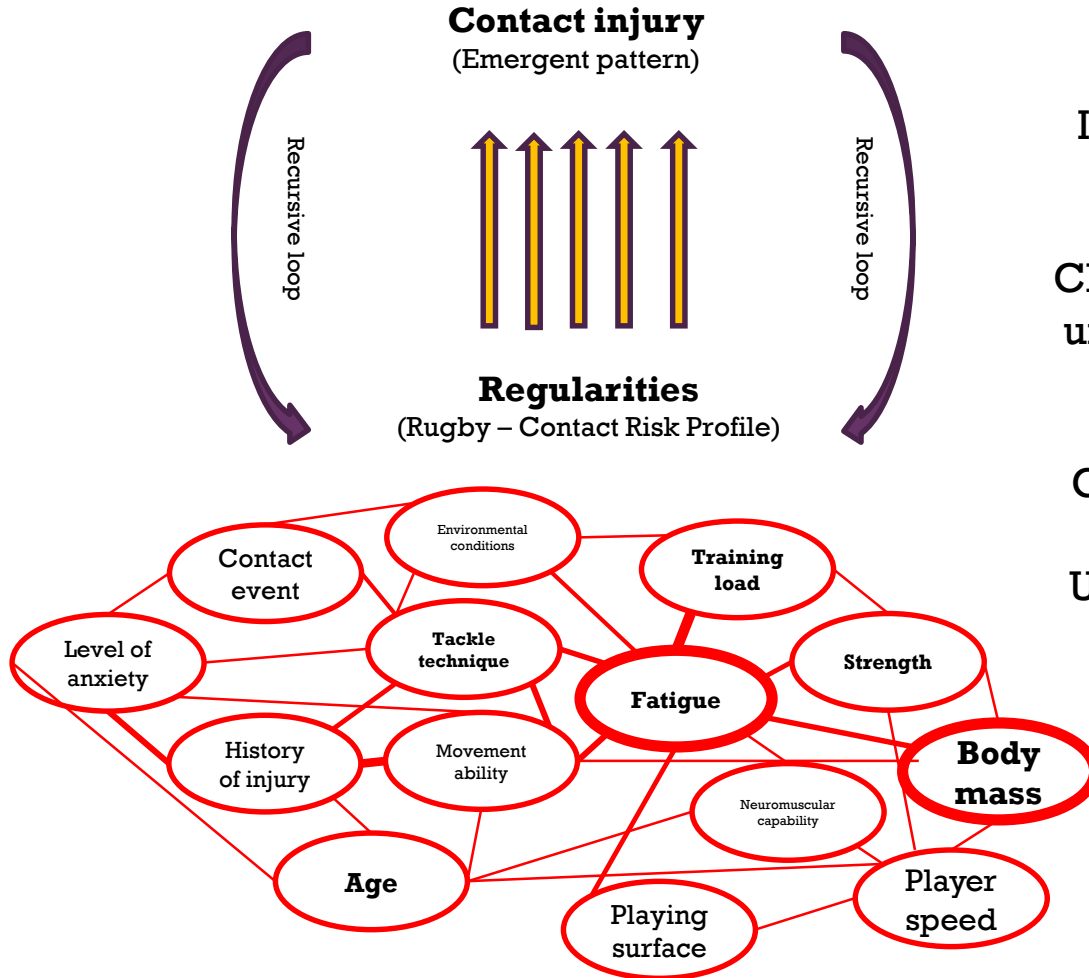 Contact injury
(Emergent pattern)
Recursive loop
Recursive loop
Regularities
(Rugby – Contact Risk Profile)
Environmental
conditions
Contact
event
Training
load
Level of
anxiety
Tackle
technique
Strength
Fatigue
History
of injury
Movement
ability
Body
mass
Neuromuscular
capability
Age
Player
speed
Playing
surface